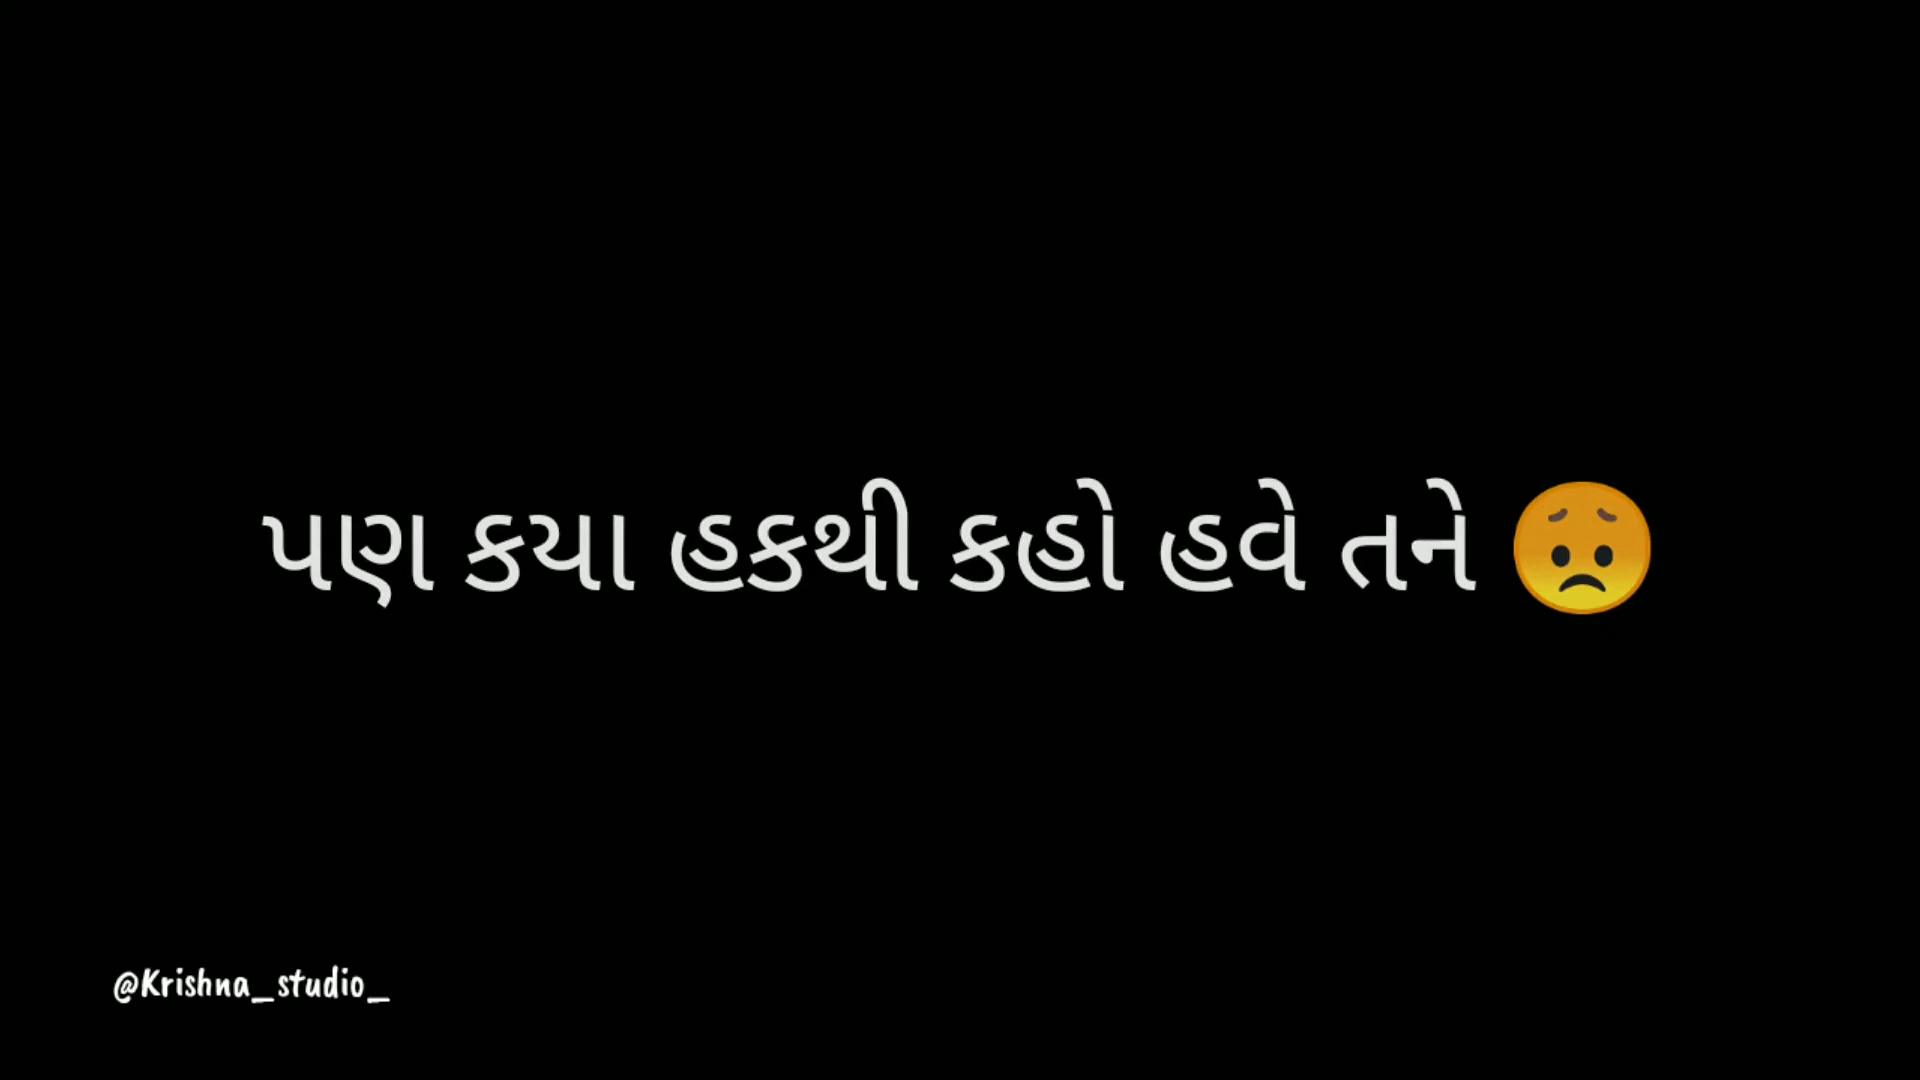 પણ કયા હકથી કહો હવે તને 😞
@Krishna_studio_